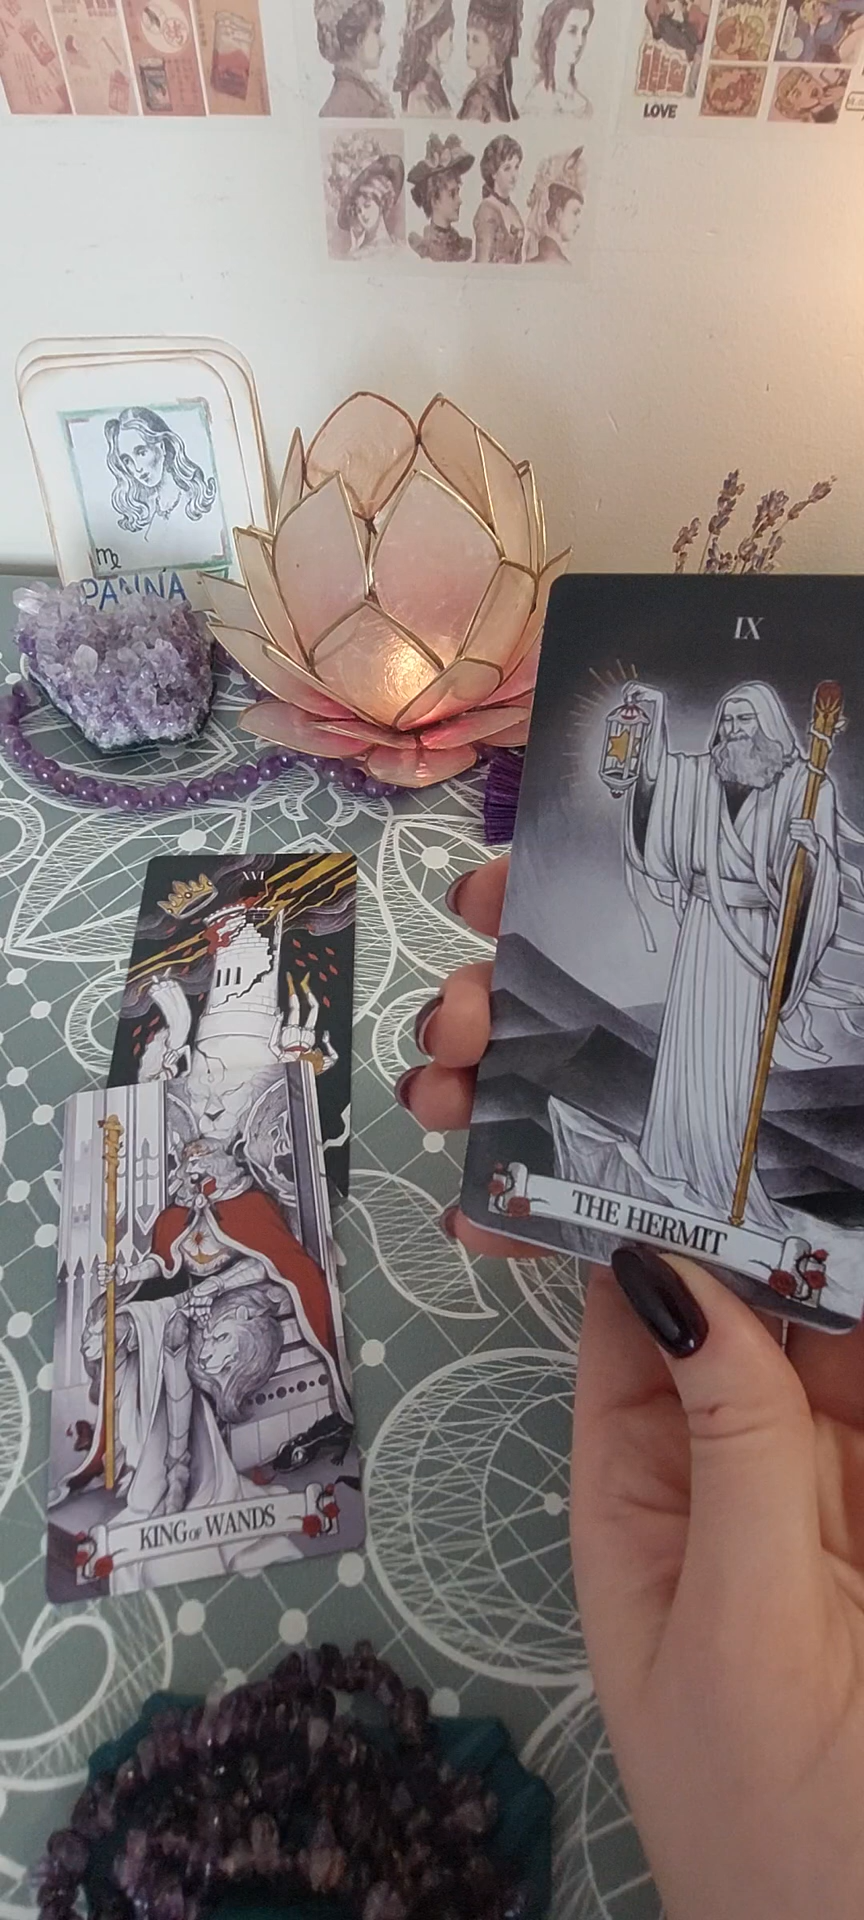 LOVE
♍
PANNA
IX
XVI
THE HERMIT
KING OF WANDS